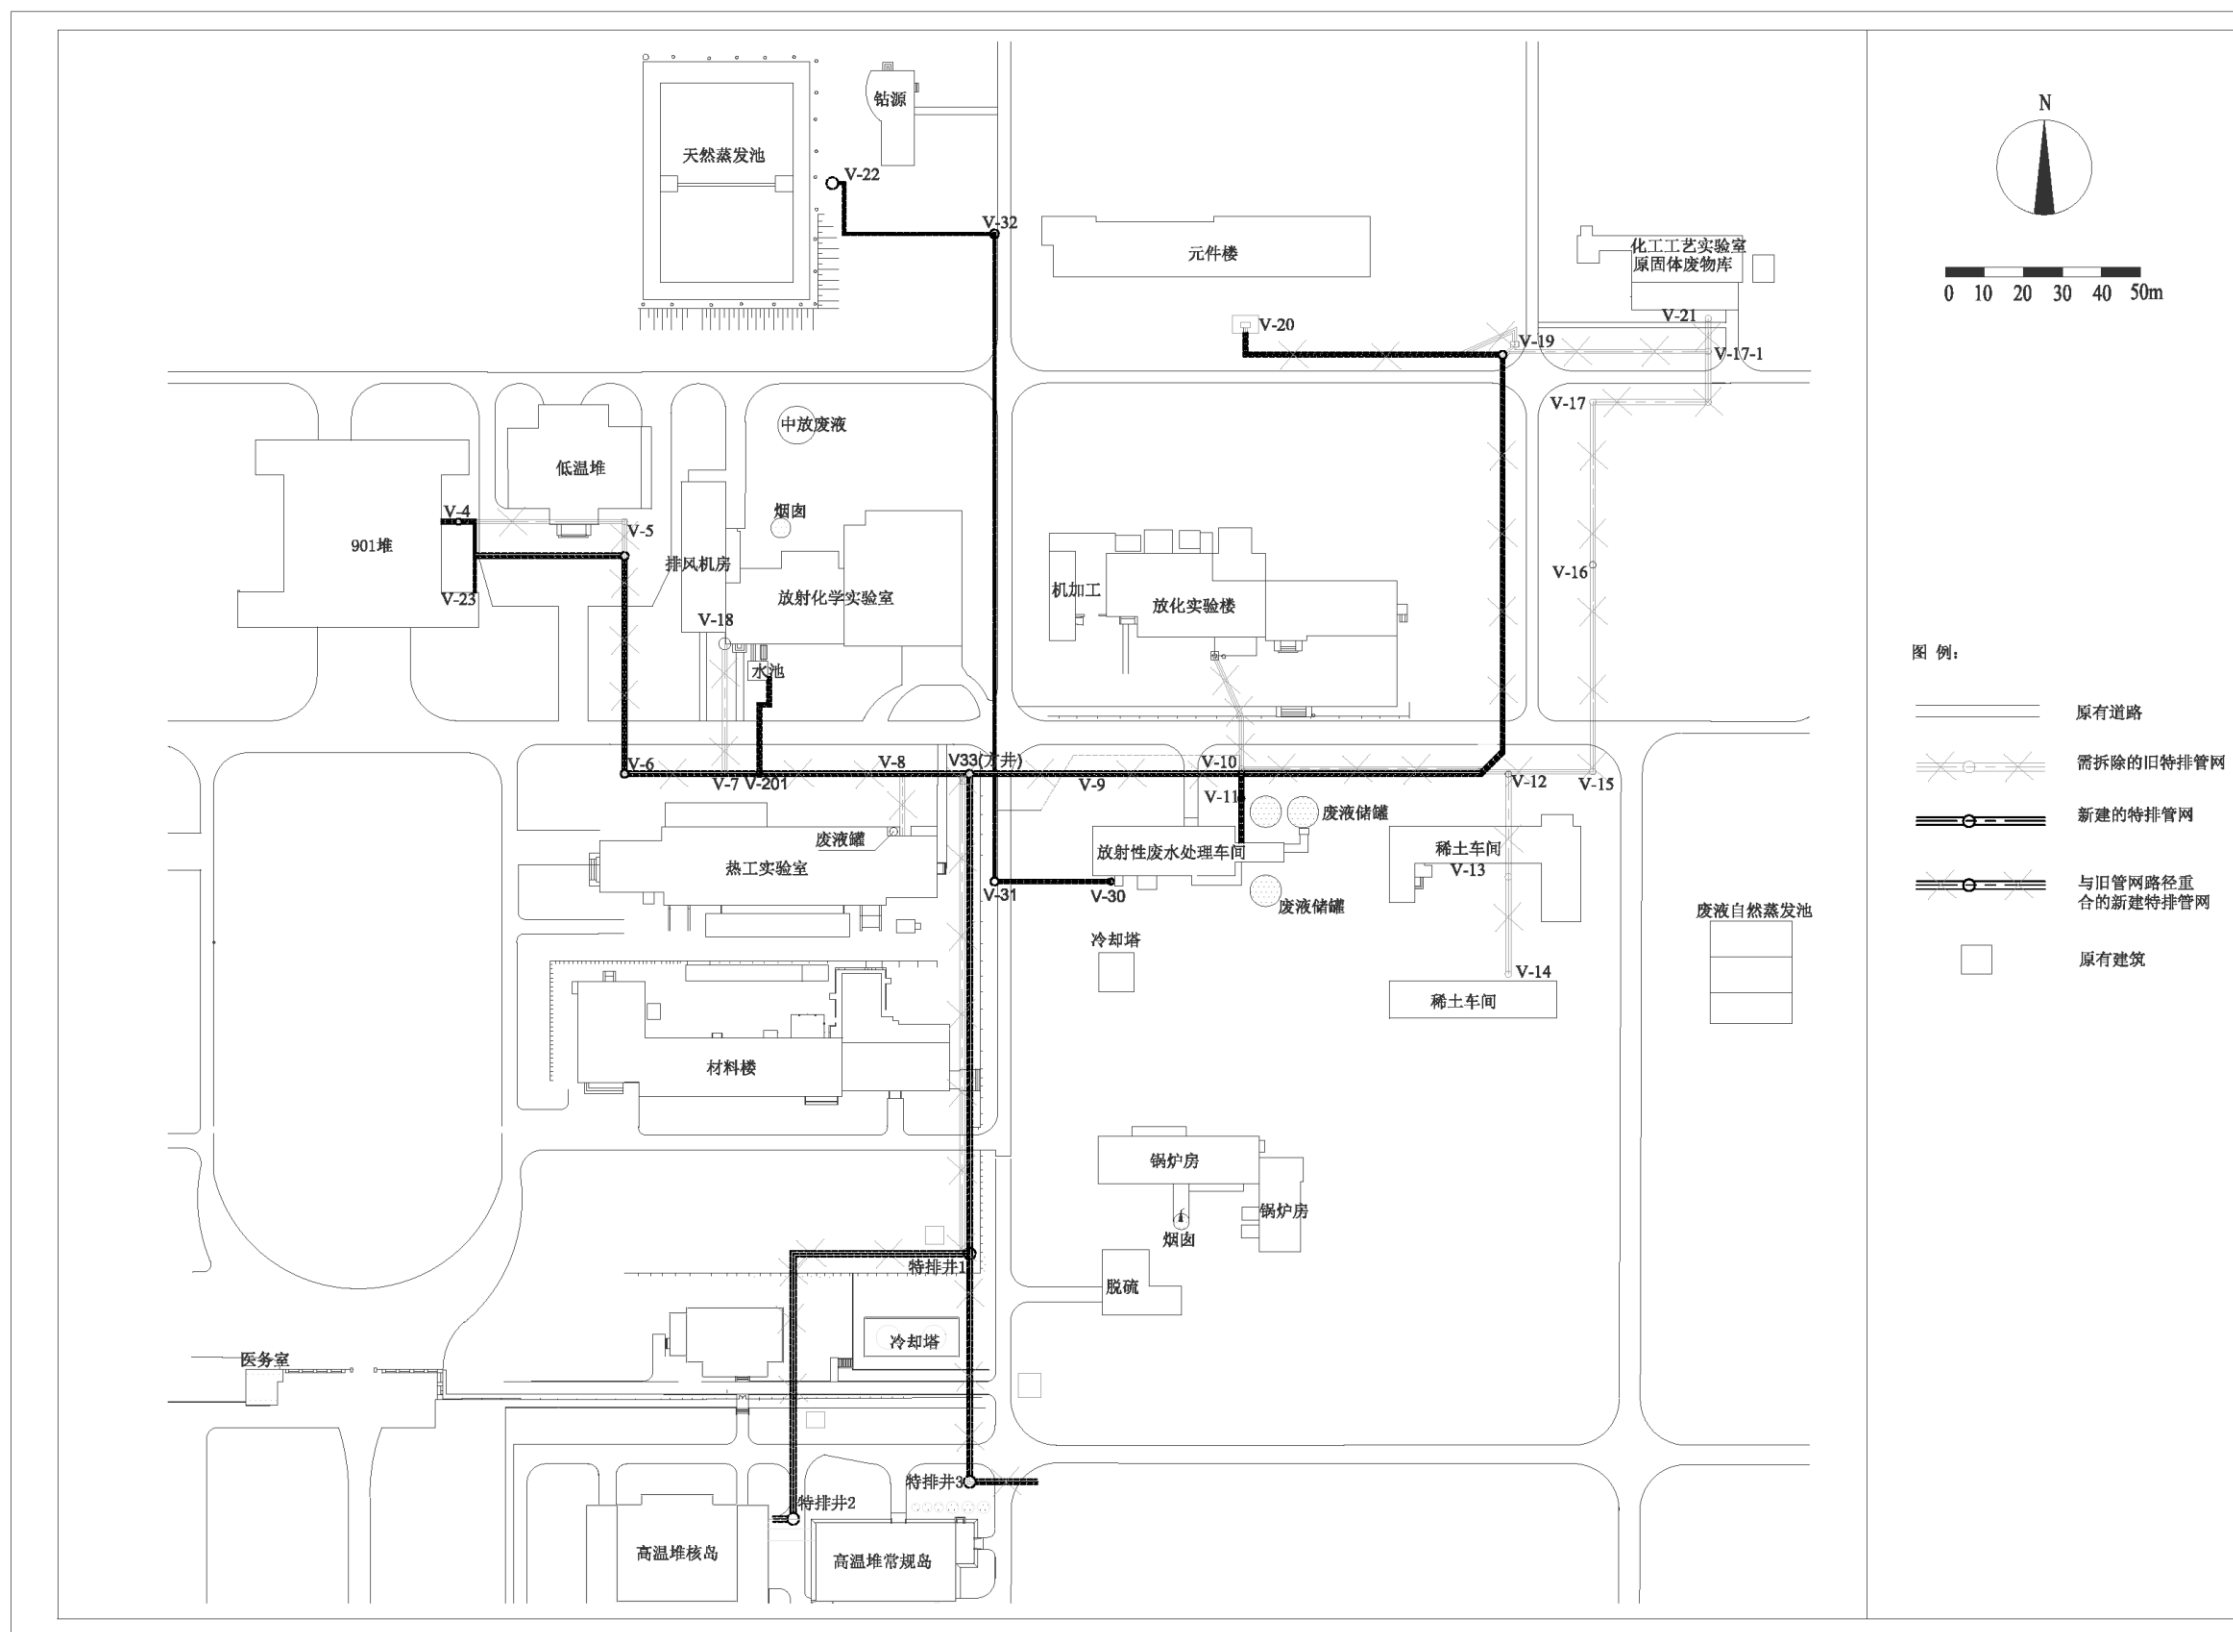 钴源
天然蒸发池
V-22
V-32
元件楼
化工工艺实验室
原固体废物库
V-21
V-20
V-19
V-17-1
V-17
中放废液
低温堆
烟囱
V-4
V-5
901堆
排风机房
V-23
放射化学实验室
V-18
水池
机加工
放化实验楼
V-16
V-6
V-7
V-201
V-8
V33(方井)
V-9
V-10
V-11
V-12
V-15
废液储罐
废液罐
热工实验室
放射性废水处理车间
稀土车间
V-13
V-31
V-30
废液储罐
废液自然蒸发池
冷却塔
V-14
稀土车间
材料楼
锅炉房
锅炉房
烟囱
特排井1
脱硫
冷却塔
医务室
特排井3
特排井2
高温堆核岛
高温堆常规岛
N
0 10 20 30 40 50m
图 例：
原有道路
需拆除的旧特排管网
新建的特排管网
与旧管网路径重
合的新建特排管网
原有建筑